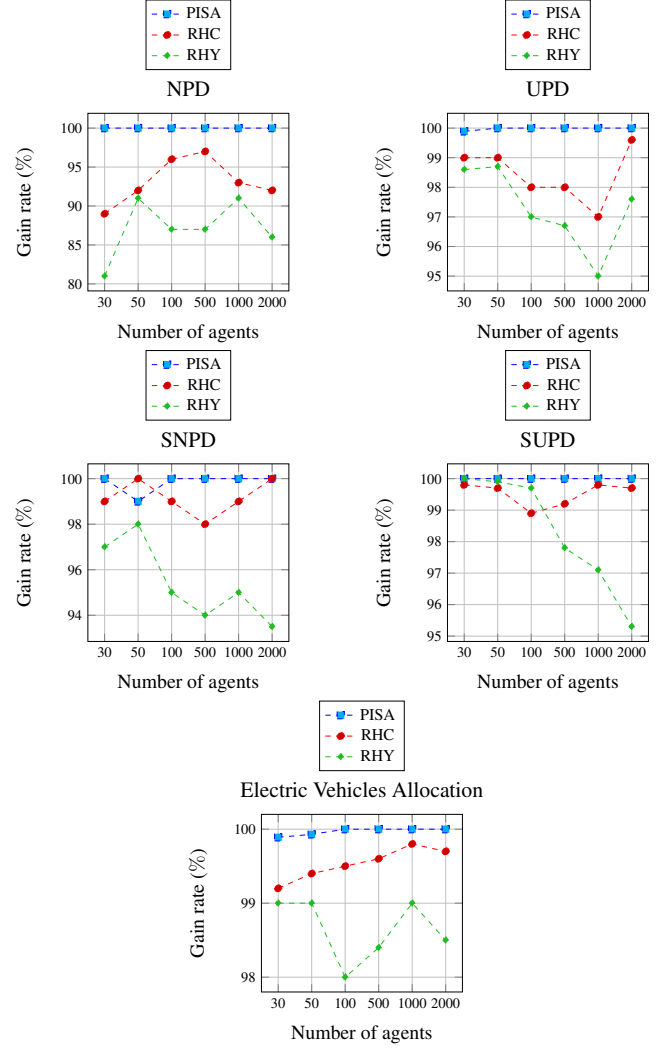 PISA
RHC
RHY
NPD
100
95
90
85
80
Gain rate (%)
30 50 100 500 1000 2000
Number of agents
PISA
RHC
RHY
UPD
100
99
98
97
96
95
Gain rate (%)
30 50 100 500 1000 2000
Number of agents
PISA
RHC
RHY
SNPD
100
98
96
94
Gain rate (%)
30 50 100 500 1000 2000
Number of agents
PISA
RHC
RHY
SUPD
100
99
98
97
96
95
Gain rate (%)
30 50 100 500 1000 2000
Number of agents
PISA
RHC
RHY
Electric Vehicles Allocation
100
99
98
Gain rate (%)
30 50 100 500 1000 2000
Number of agents